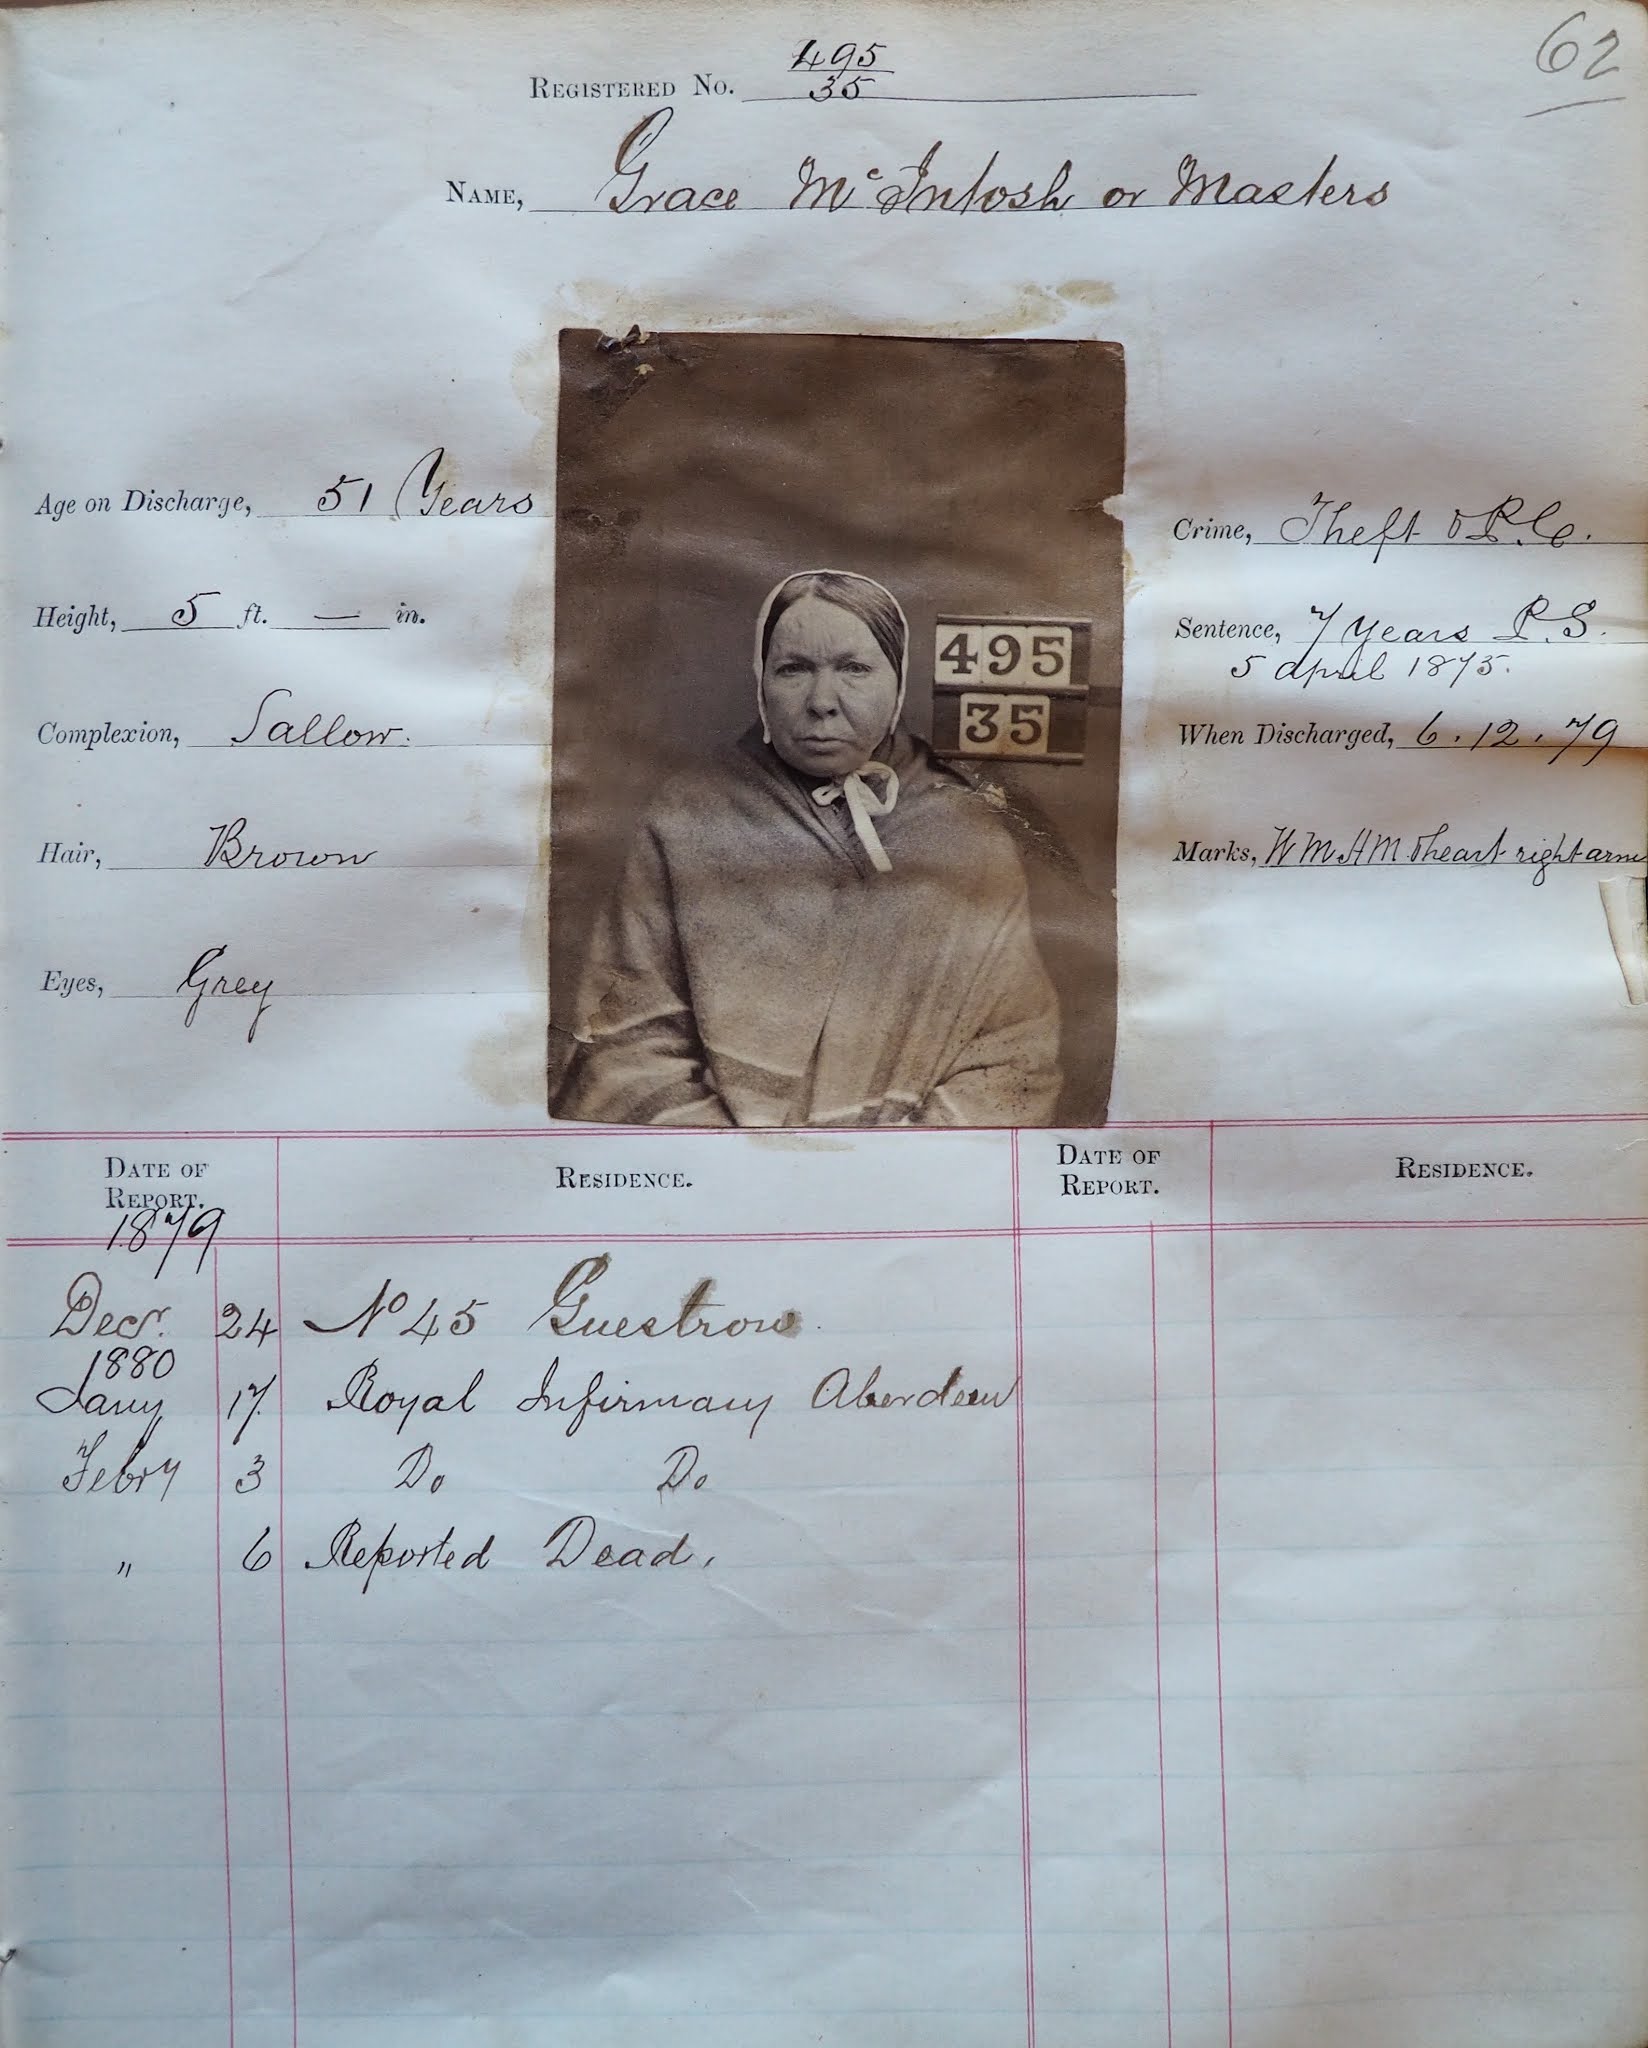 62
REGISTERED NO. 495
35
NAME, Grace McIntosh or Masters
Age on Discharge, 51 Years
Height, 5 ft. — in.
Complexion, Sallow.
Hair, Brown
Eyes, Grey
495
35
Crime, Theft & P.C.
Sentence, 7 Years P.S.
5 april 1875.
When Discharged, 6.12.79
Marks, W M H M & heart right arm
DATE OF REPORT. RESIDENCE. DATE OF REPORT. RESIDENCE.
1879
Decr. 24 No 45 Guestrow.
1880
Jany 17. Royal Infirmary Aberdeen
Febry 3 Do Do
" 6 Reported Dead.